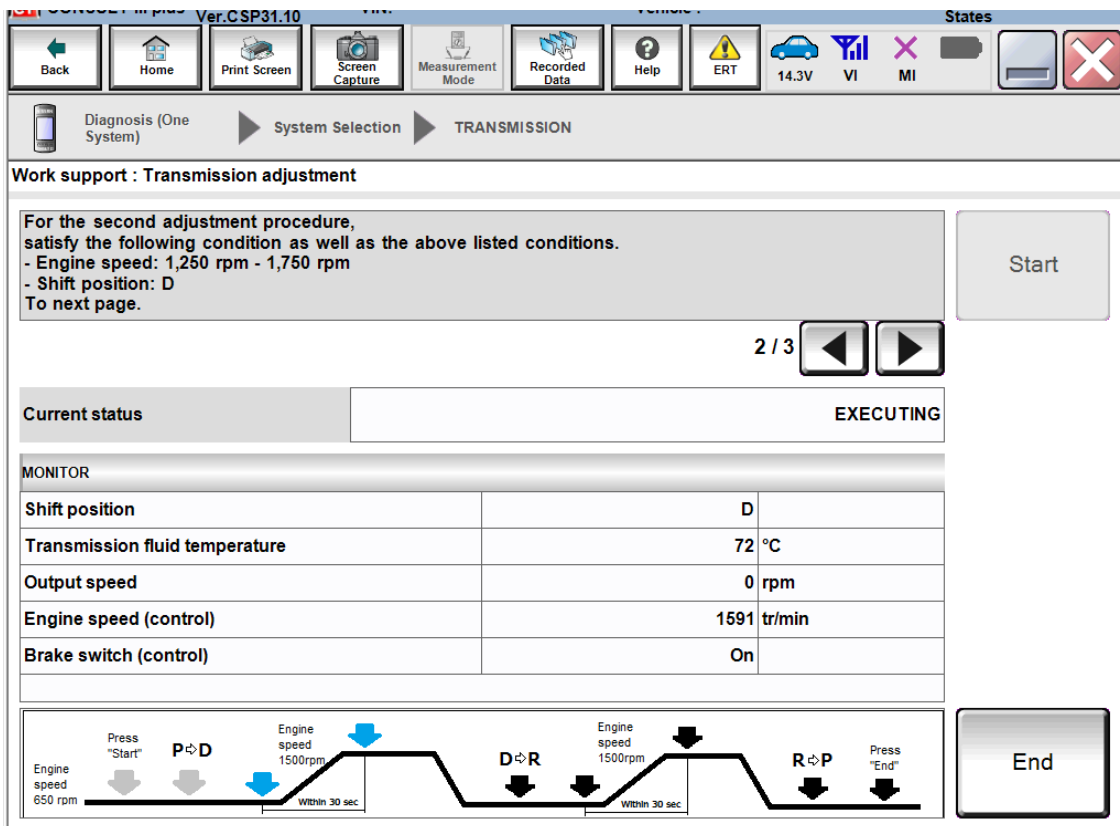 Ver.CSP31.10
States
Back
Home
Print Screen
Screen
Capture
Measurement
Mode
Recorded
Data
Help
ERT
14.3V
VI
MI
Diagnosis (One
System)
System Selection
TRANSMISSION
Work support : Transmission adjustment
For the second adjustment procedure,
satisfy the following condition as well as the above listed conditions.
- Engine speed: 1,250 rpm - 1,750 rpm
- Shift position: D
To next page.
Start
2 / 3
Current status
EXECUTING
MONITOR
Shift position D
Transmission fluid temperature 72 °C
Output speed 0 rpm
Engine speed (control) 1591 tr/min
Brake switch (control) On
Engine
speed
650 rpm
Press
"Start"
P⇨D
Engine
speed
1500rpm
Within 30 sec
D⇨R
Engine
speed
1500rpm
Within 30 sec
R⇨P
Press
"End"
End